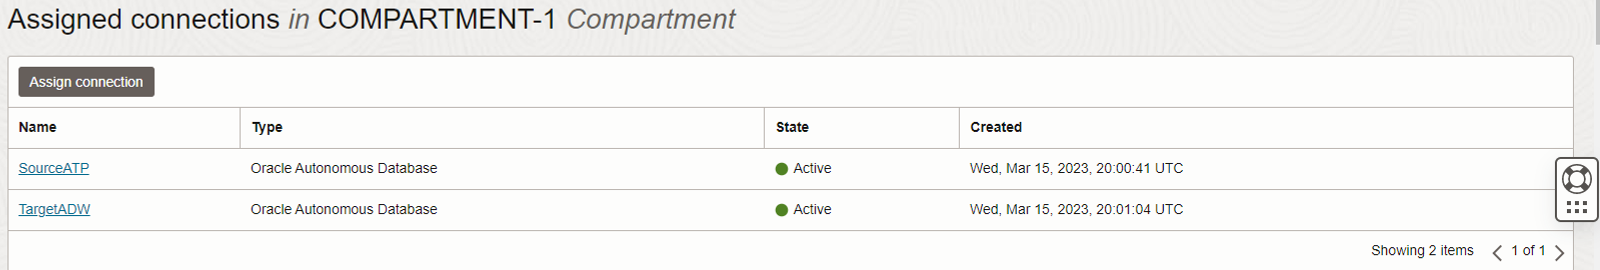 Assigned connections in COMPARTMENT-1 Compartment
Assign connection
Name Type State Created
SourceATP Oracle Autonomous Database Active Wed, Mar 15, 2023, 20:00:41 UTC
TargetADW Oracle Autonomous Database Active Wed, Mar 15, 2023, 20:01:04 UTC
Showing 2 items 1 of 1